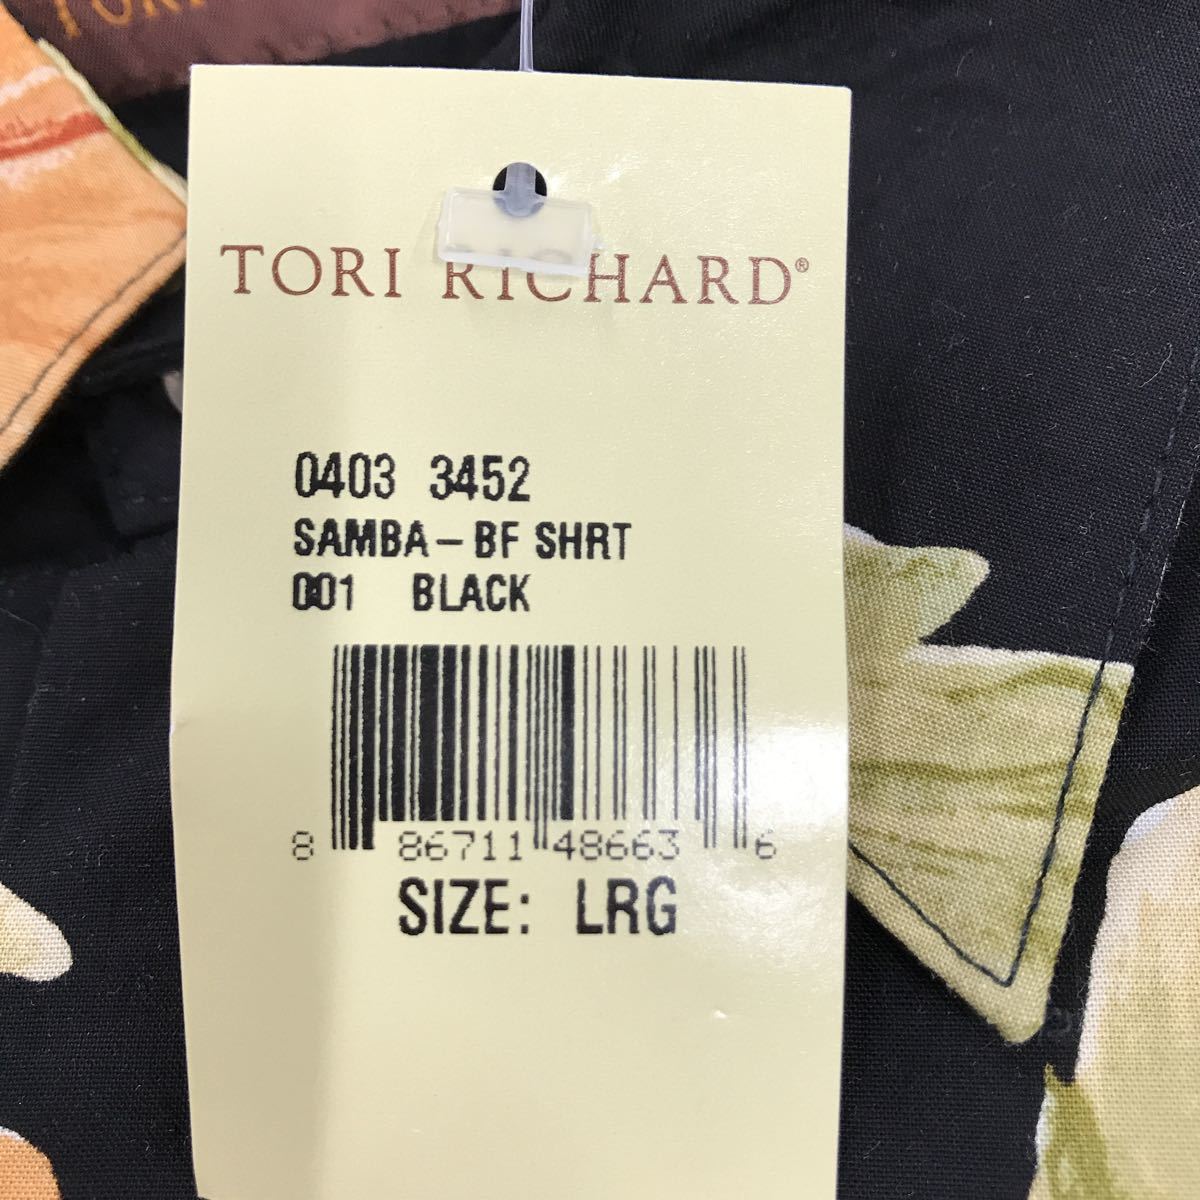 TORI RICHARD®
0403 3452
SAMBA-BF SHRT
001 BLACK
8 86711 48663 6
SIZE: LRG